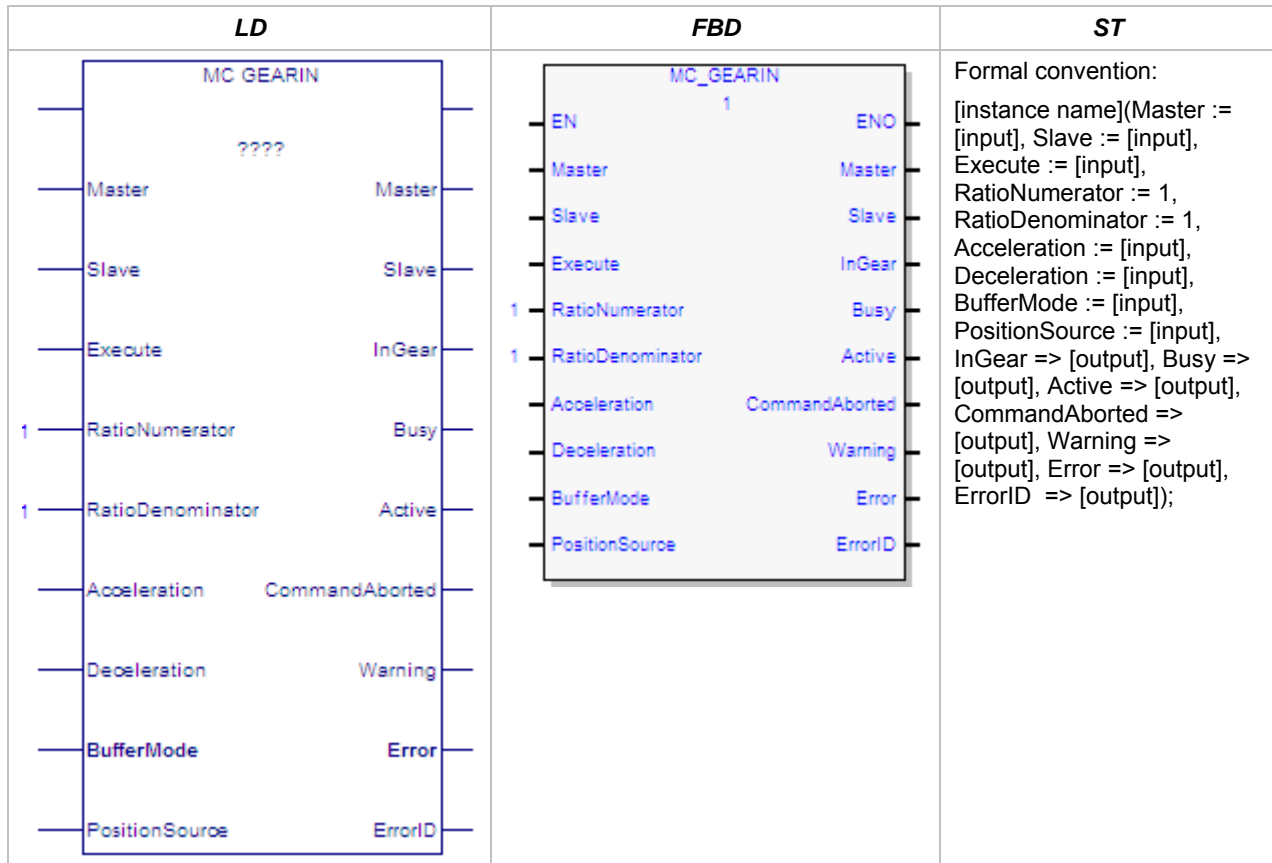 LD
FBD
ST
MC GEARIN
????
Master Master
Slave Slave
Execute InGear
1 RatioNumerator Busy
1 RatioDenominator Active
Acceleration CommandAborted
Deceleration Warning
BufferMode Error
PositionSource ErrorID
MC_GEARIN
1
EN ENO
Master Master
Slave Slave
Execute InGear
1 RatioNumerator Busy
1 RatioDenominator Active
Acceleration CommandAborted
Deceleration Warning
BufferMode Error
PositionSource ErrorID
Formal convention:
[instance name](Master :=
[input], Slave := [input],
Execute := [input],
RatioNumerator := 1,
RatioDenominator := 1,
Acceleration := [input],
Deceleration := [input],
BufferMode := [input],
PositionSource := [input],
InGear => [output], Busy =>
[output], Active => [output],
CommandAborted =>
[output], Warning =>
[output], Error => [output],
ErrorID => [output]);